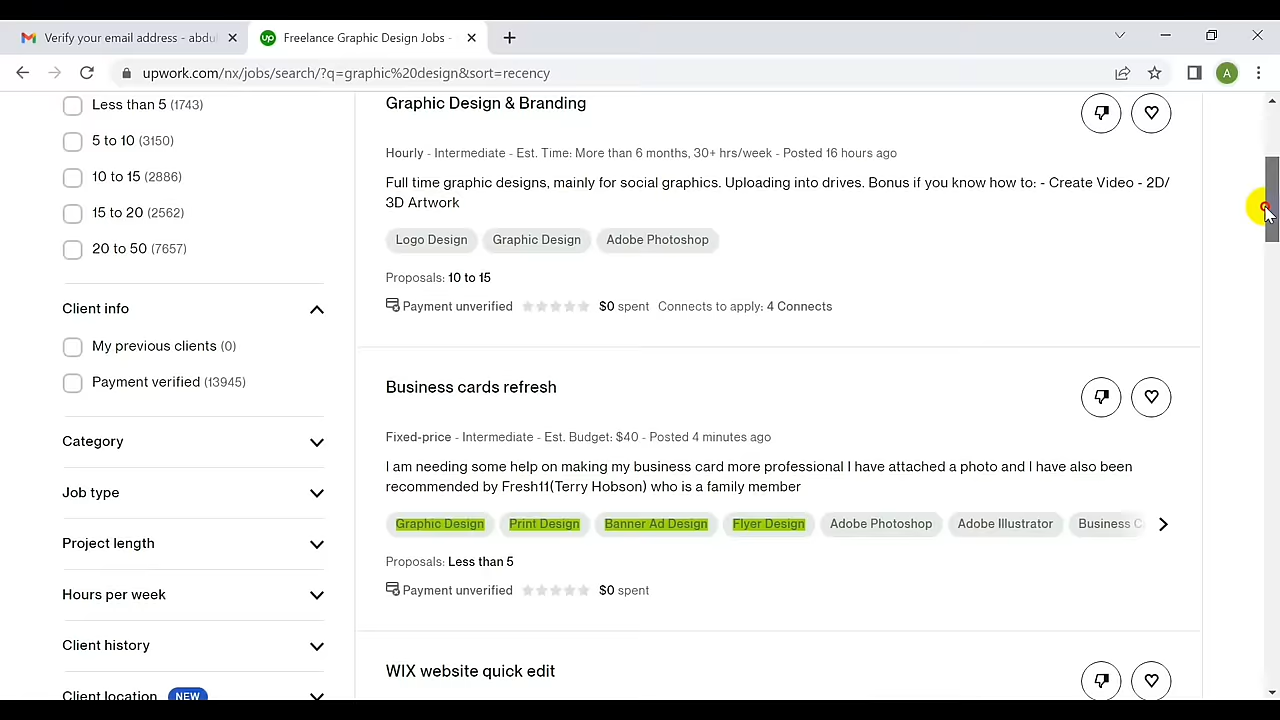 Verify your email address - abdu
Freelance Graphic Design Jobs -
upwork.com/nx/jobs/search/?q=graphic%20design&sort=recency
A
Less than 5 (1743)
5 to 10 (3150)
10 to 15 (2886)
15 to 20 (2562)
20 to 50 (7657)
Client info
My previous clients (0)
Payment verified (13945)
Category
Job type
Project length
Hours per week
Client history
Client location NEW
Graphic Design & Branding
Hourly - Intermediate - Est. Time: More than 6 months, 30+ hrs/week - Posted 16 hours ago
Full time graphic designs, mainly for social graphics. Uploading into drives. Bonus if you know how to: - Create Video - 2D/
3D Artwork
Logo Design Graphic Design Adobe Photoshop
Proposals: 10 to 15
Payment unverified $0 spent Connects to apply: 4 Connects
Business cards refresh
Fixed-price - Intermediate - Est. Budget: $40 - Posted 4 minutes ago
I am needing some help on making my business card more professional I have attached a photo and I have also been
recommended by Fresh11(Terry Hobson) who is a family member
Graphic Design Print Design Banner Ad Design Flyer Design Adobe Photoshop Adobe Illustrator Business C
Proposals: Less than 5
Payment unverified $0 spent
WIX website quick edit